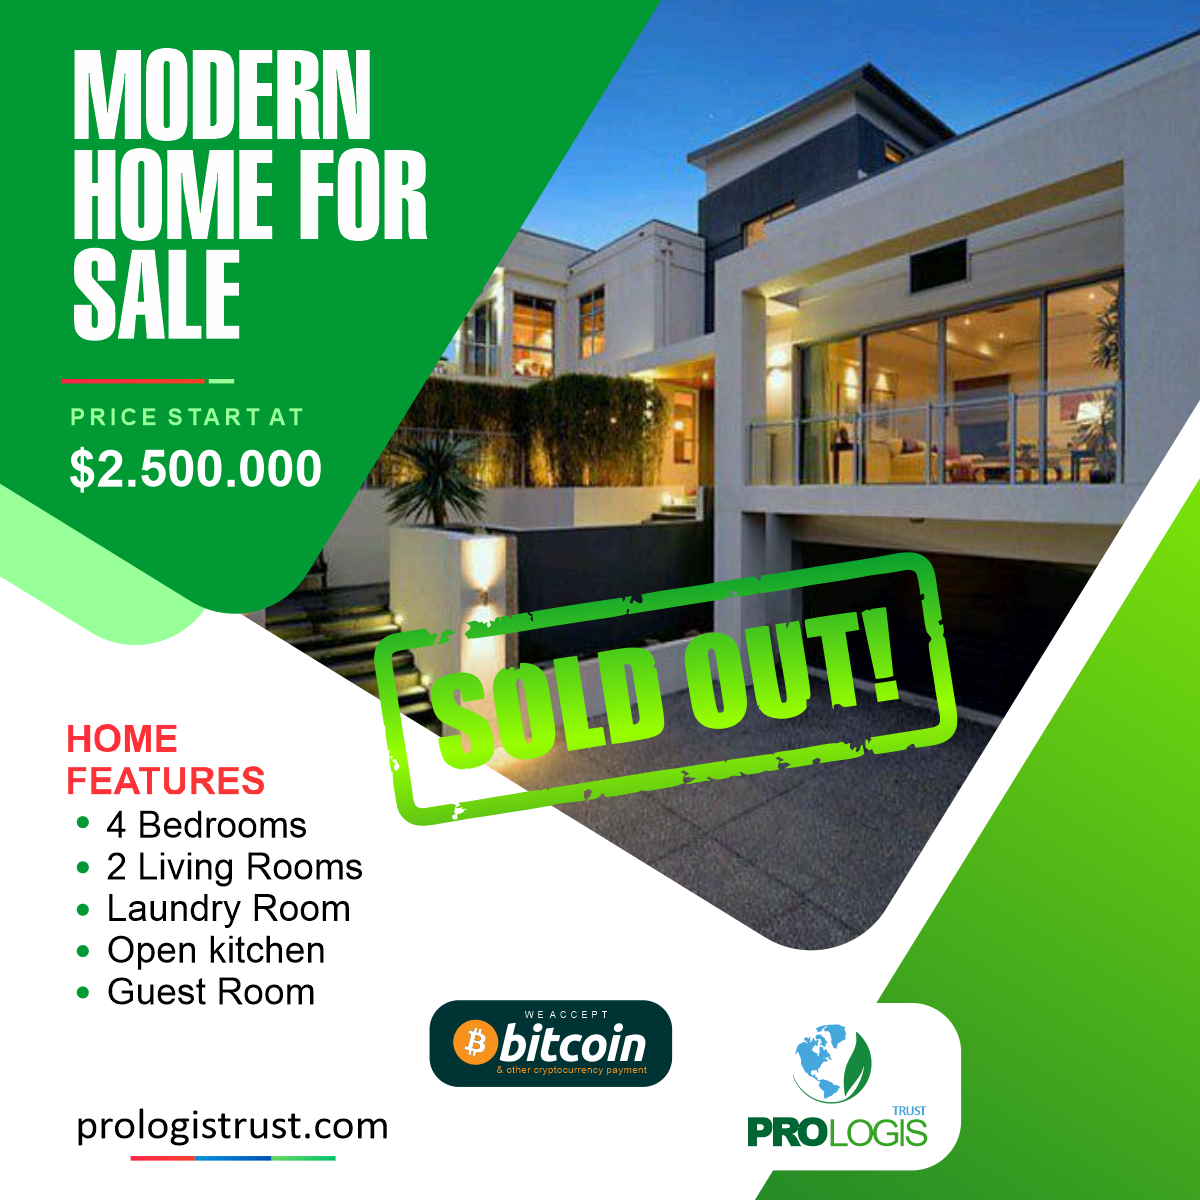 MODERN
HOME FOR
SALE
PRICE START AT
$2.500.000
SOLD OUT!
HOME
FEATURES
4 Bedrooms
2 Living Rooms
Laundry Room
Open kitchen
Guest Room
WE ACCEPT
bitcoin
& other cryptocurrency payment
prologistrust.com
TRUST
PROLOGIS